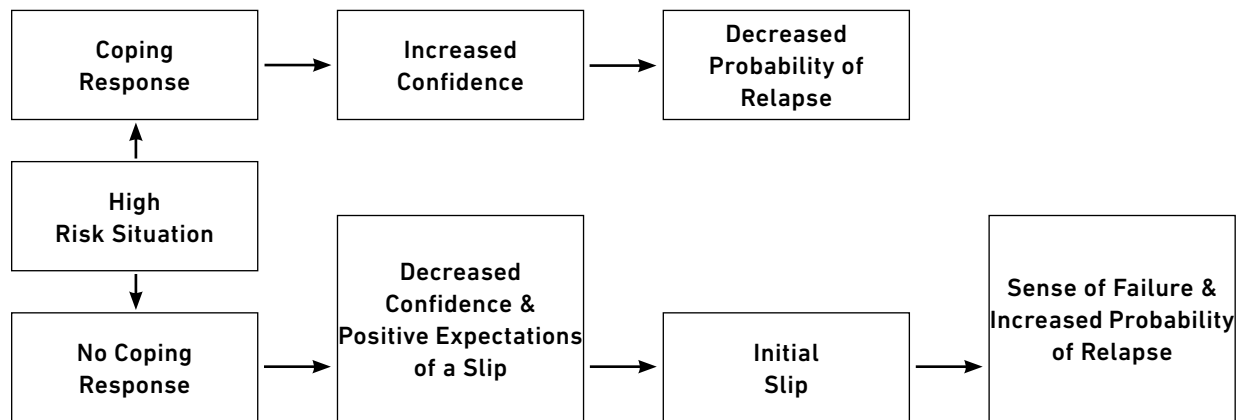 Coping
Response
Increased
Confidence
Decreased
Probability of
Relapse
High
Risk Situation
No Coping
Response
Decreased
Confidence &
Positive Expectations
of a Slip
Initial
Slip
Sense of Failure &
Increased Probability
of Relapse